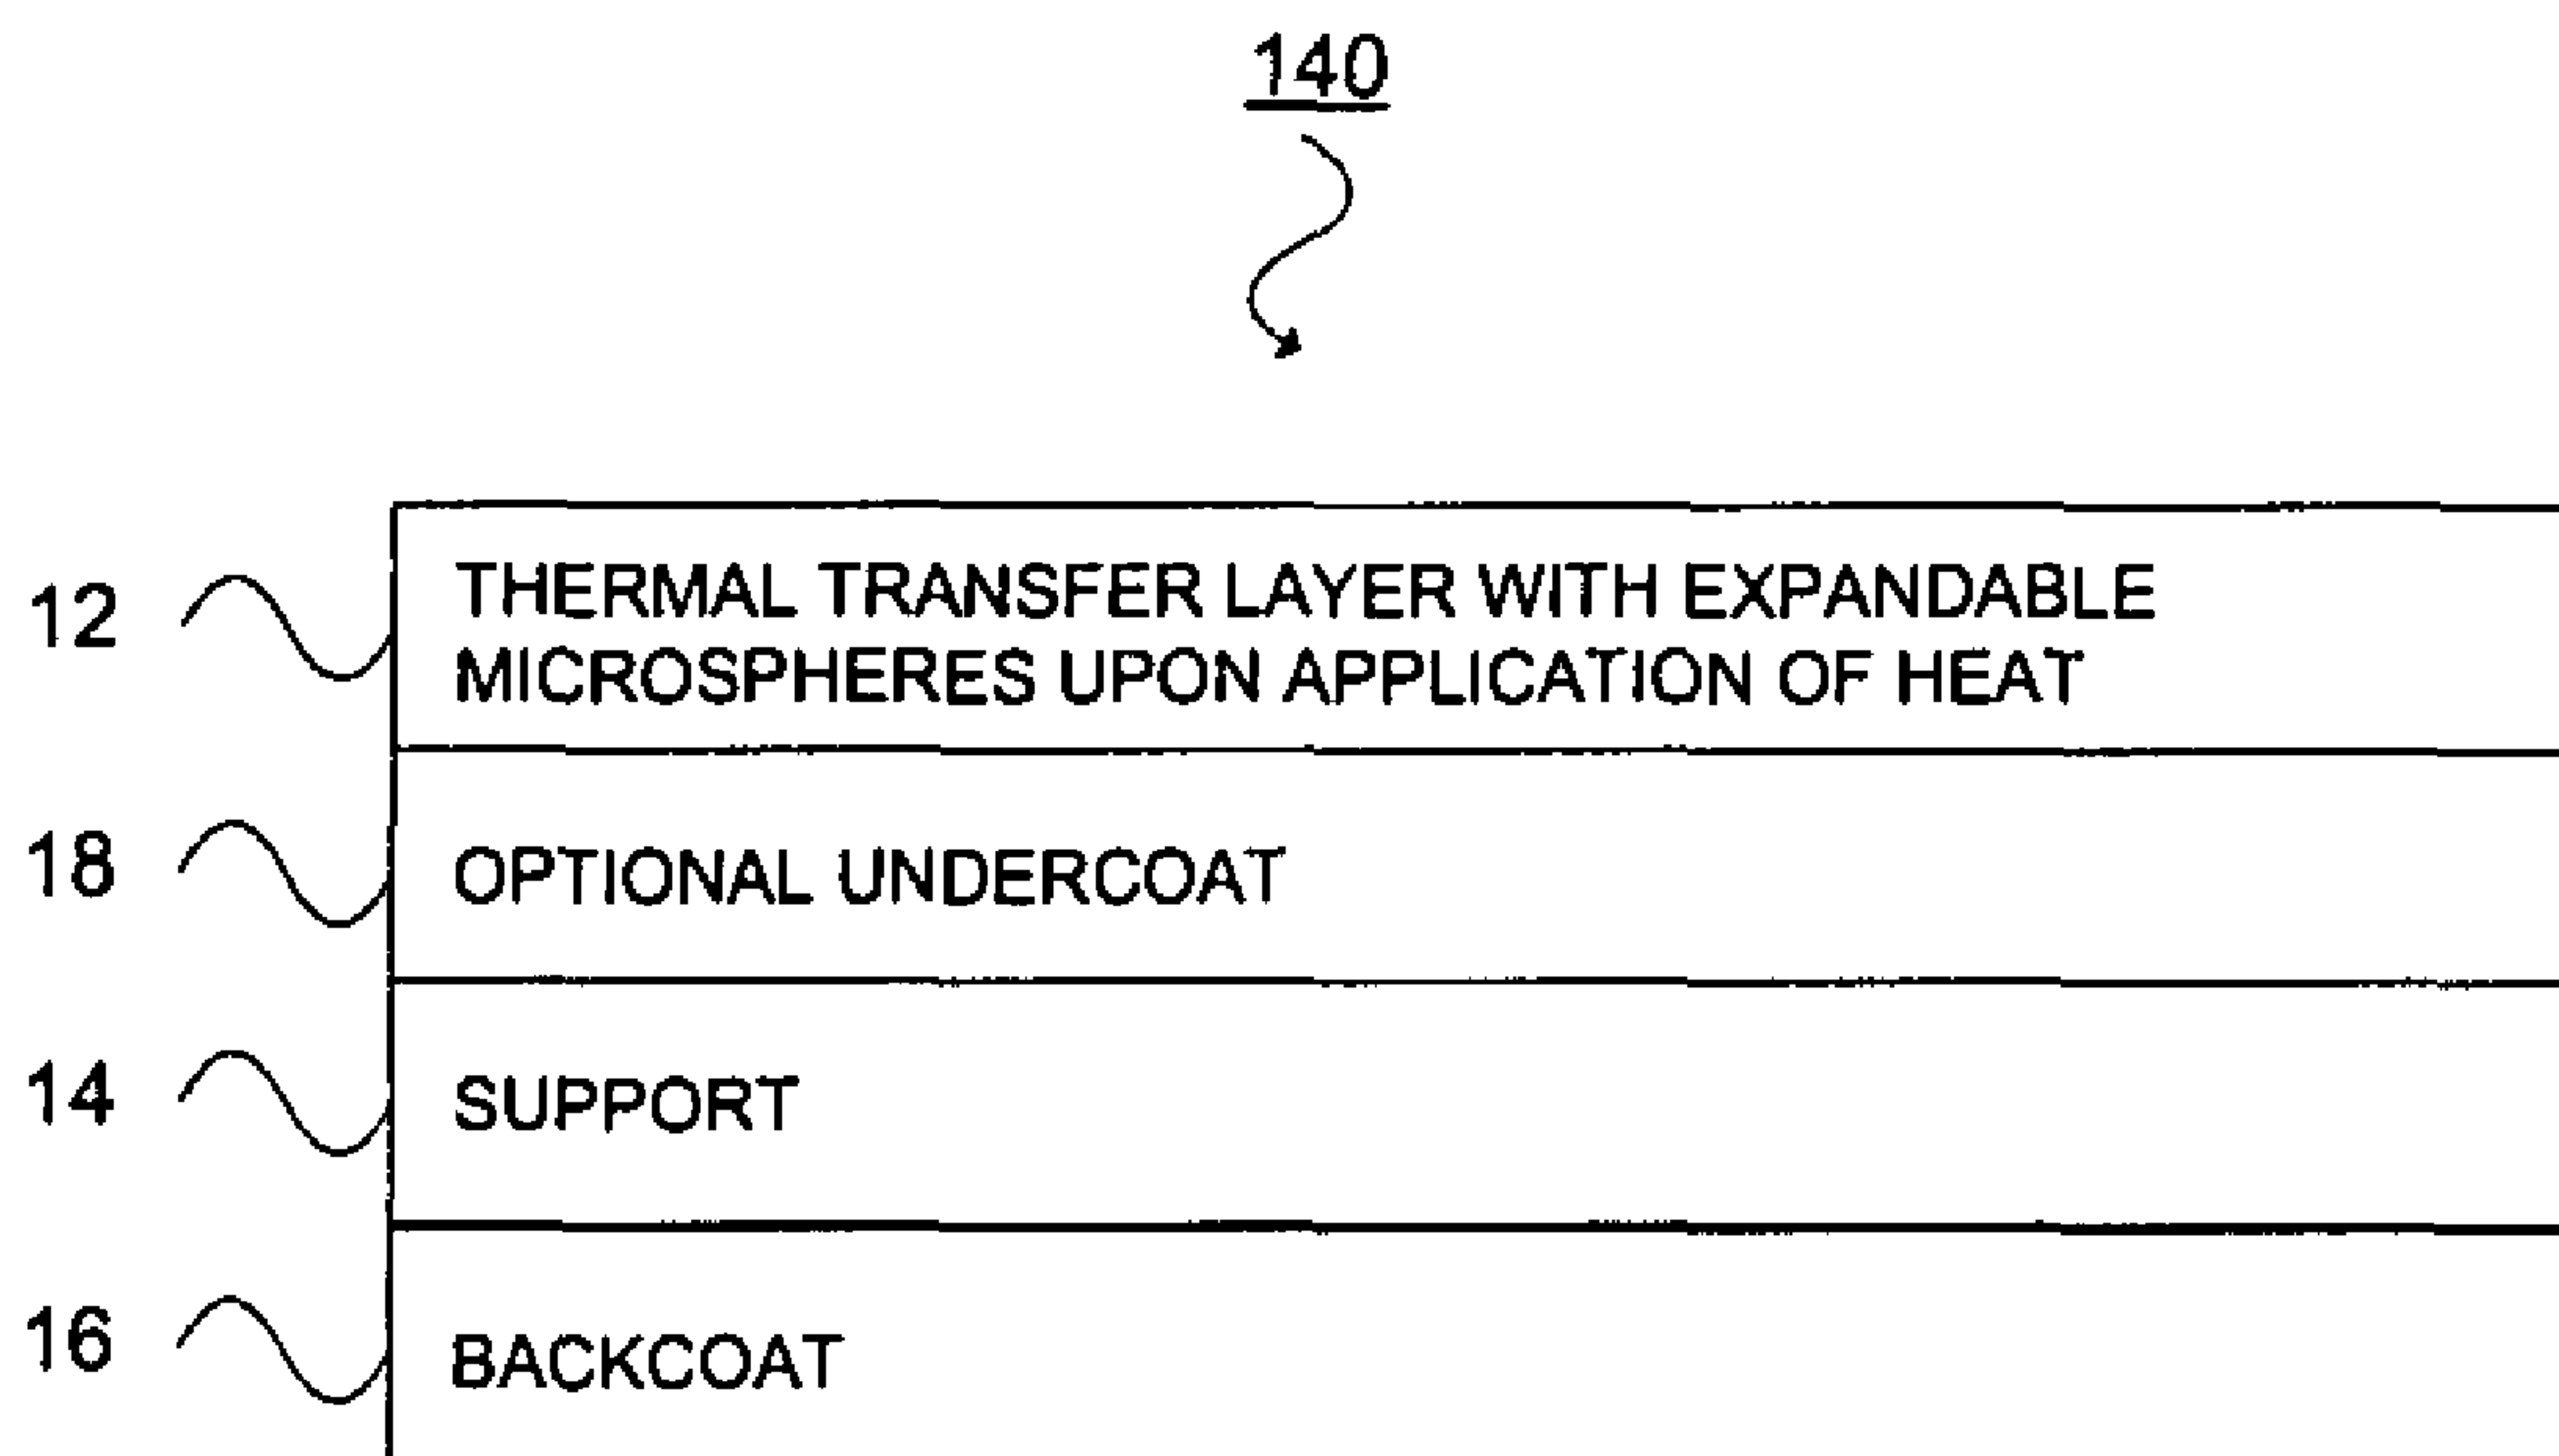 140
12 THERMAL TRANSFER LAYER WITH EXPANDABLE
MICROSPHERES UPON APPLICATION OF HEAT
18 OPTIONAL UNDERCOAT
14 SUPPORT
16 BACKCOAT